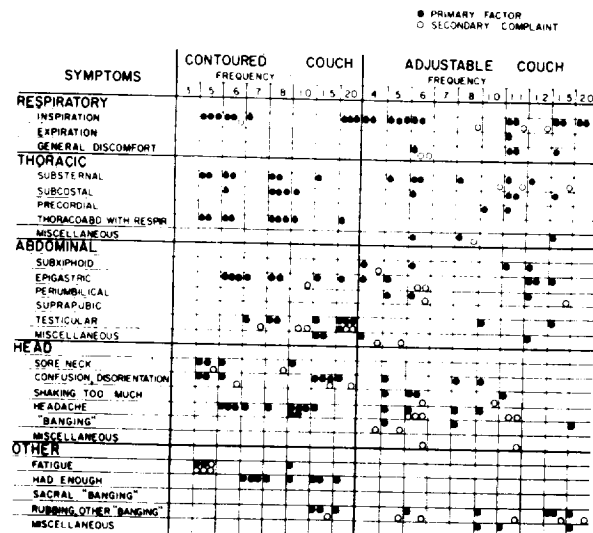 ● PRIMARY FACTOR
○ SECONDARY COMPLAINT
CONTOURED COUCH ADJUSTABLE COUCH
SYMPTOMS FREQUENCY FREQUENCY
3 5 6 7 8 10 15 20 4 5 6 7 8 10 11 12 15 20
RESPIRATORY
INSPIRATION
EXPIRATION
GENERAL DISCOMFORT
THORACIC
SUBSTERNAL
SUBCOSTAL
PRECORDIAL
THORACOABD WITH RESPIR
MISCELLANEOUS
ABDOMINAL
SUBXIPHOID
EPIGASTRIC
PERIUMBILICAL
SUPRAPUBIC
TESTICULAR
MISCELLANEOUS
HEAD
SORE NECK
CONFUSION, DISORIENTATION
SHAKING TOO MUCH
HEADACHE
"BANGING"
MISCELLANEOUS
OTHER
FATIGUE
HAD ENOUGH
SACRAL "BANGING"
RUBBING, OTHER "BANGING"
MISCELLANEOUS